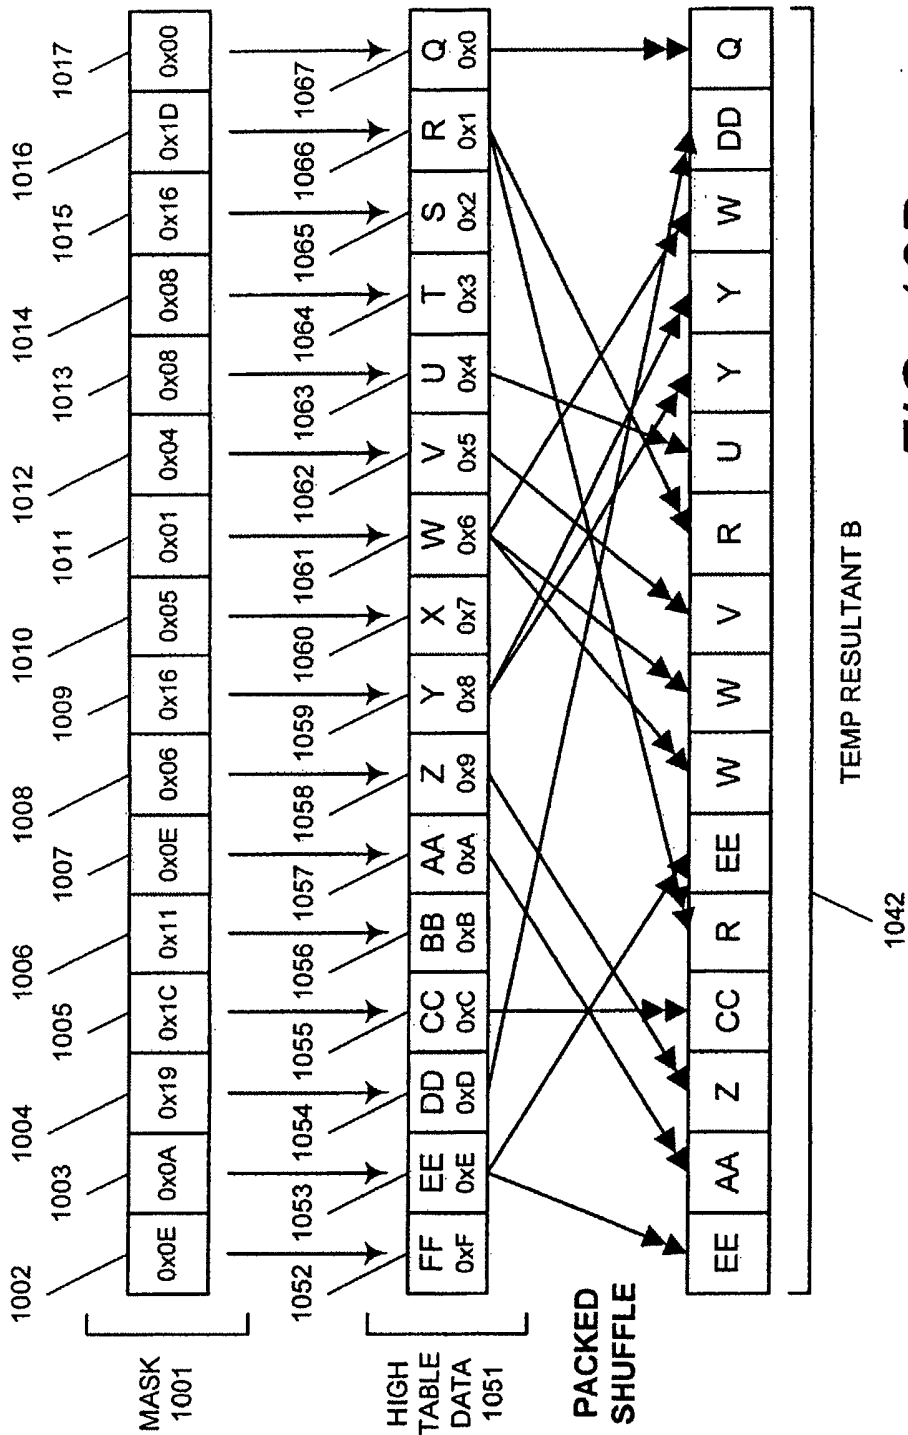 1002 1003 1004 1005 1006 1007 1008 1009 1010 1011 1012 1013 1014 1015 1016 1017
MASK
1001
0x0E 0x0A 0x19 0x1C 0x11 0x0E 0x06 0x16 0x05 0x01 0x04 0x08 0x08 0x16 0x1D 0x00
1052 1053 1054 1055 1056 1057 1058 1059 1060 1061 1062 1063 1064 1065 1066 1067
HIGH
TABLE
DATA
1051
FF EE DD CC BB AA Z Y X W V U T S R Q
0xF 0xE 0xD 0xC 0xB 0xA 0x9 0x8 0x7 0x6 0x5 0x4 0x3 0x2 0x1 0x0
PACKED
SHUFFLE
EE AA Z CC R EE W W V R U Y Y W DD Q
TEMP RESULTANT B
1042